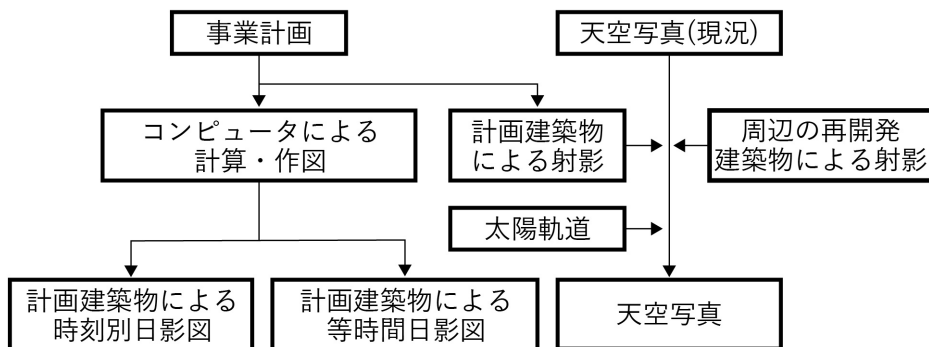 事業計画
天空写真(現況)
コンピュータによる
計算・作図
計画建築物
による射影
周辺の再開発
建築物による射影
太陽軌道
計画建築物による
時刻別日影図
計画建築物による
等時間日影図
天空写真